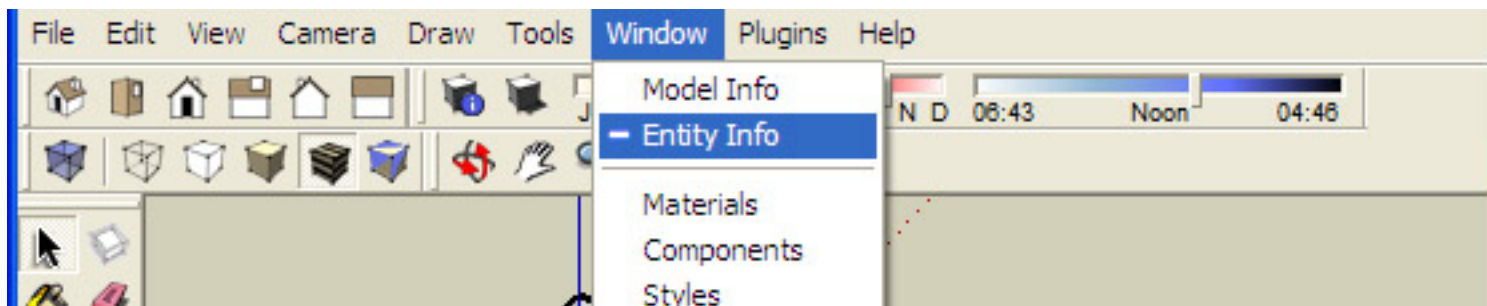 File Edit View Camera Draw Tools Window Plugins Help
Model Info
J N D 06:43 Noon 04:46
Entity Info
Materials
Components
Styles